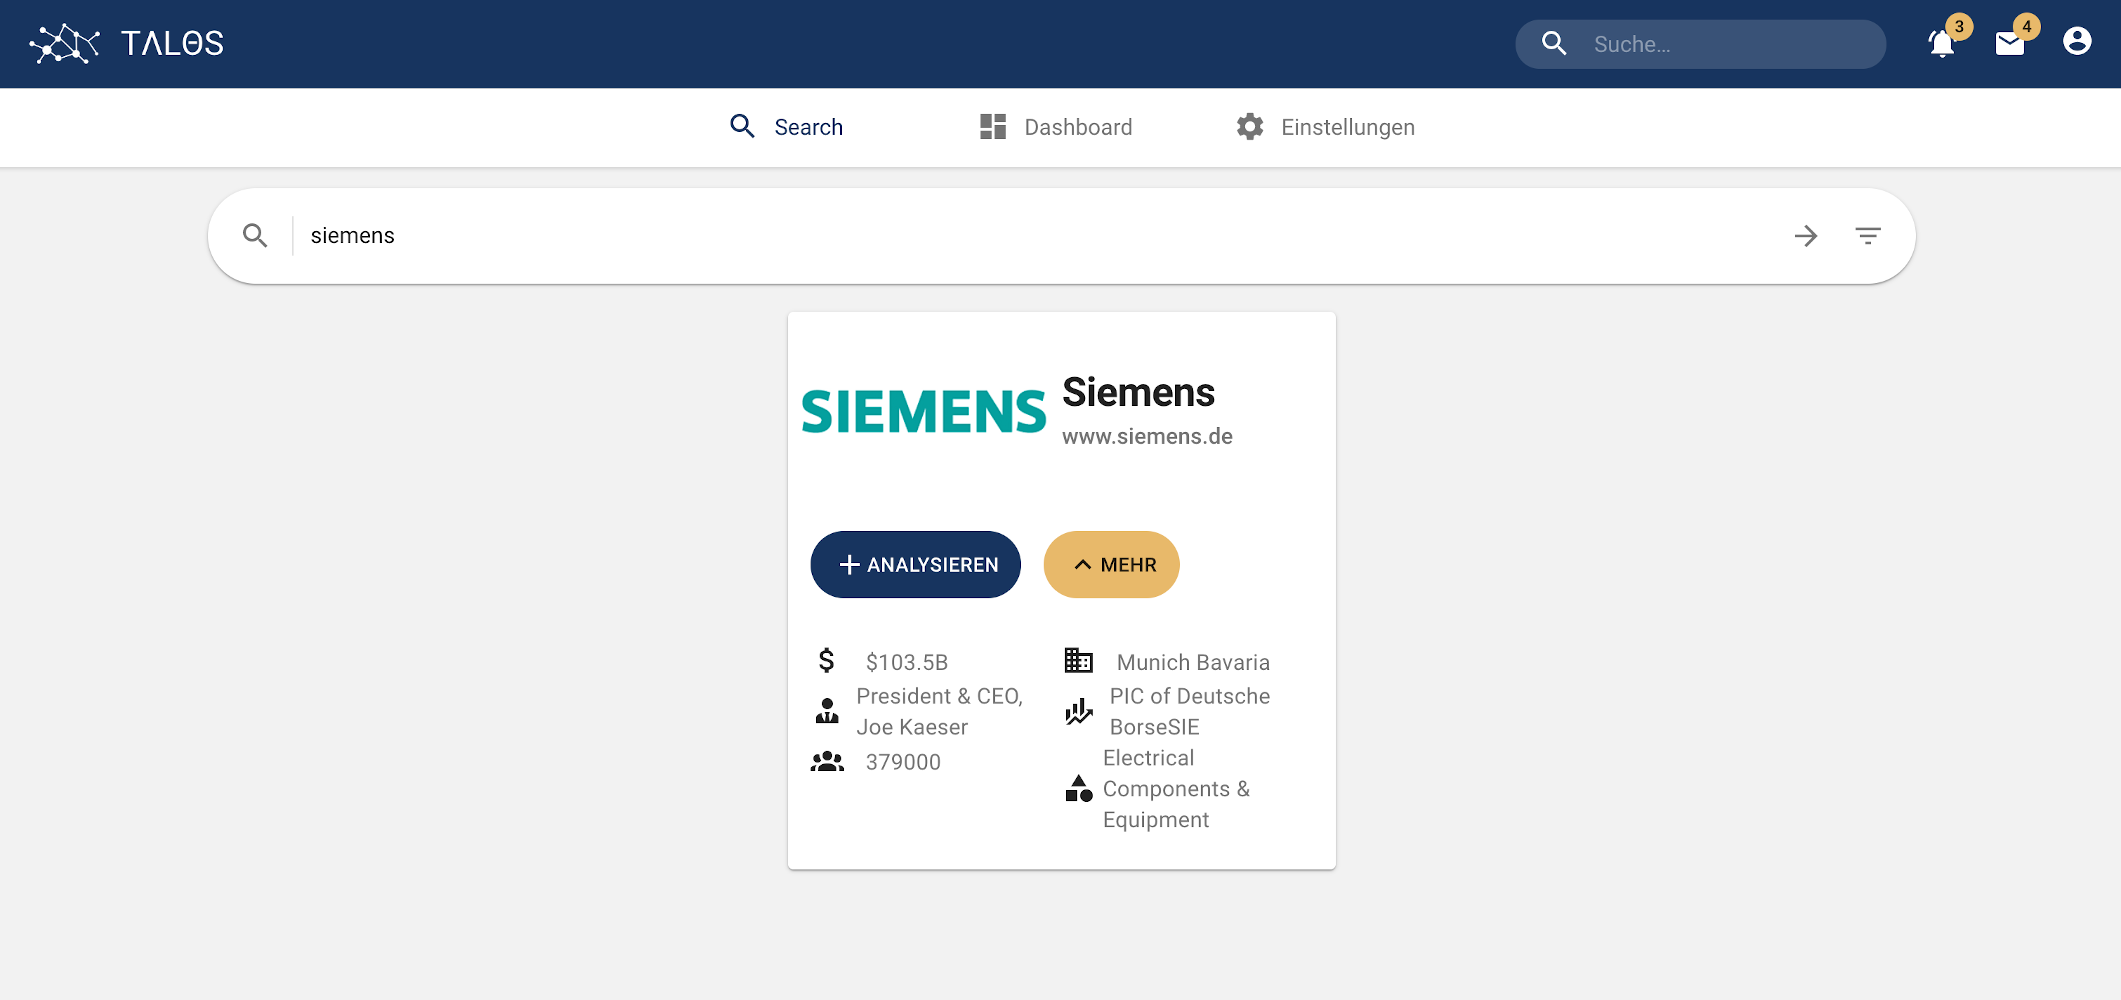 TALOS
Suche...
3
4
Search
Dashboard
Einstellungen
siemens
SIEMENS
Siemens
www.siemens.de
ANALYSIEREN
MEHR
$103.5B
President & CEO,
Joe Kaeser
379000
Munich Bavaria
PIC of Deutsche
BorseSIE
Electrical
Components &
Equipment